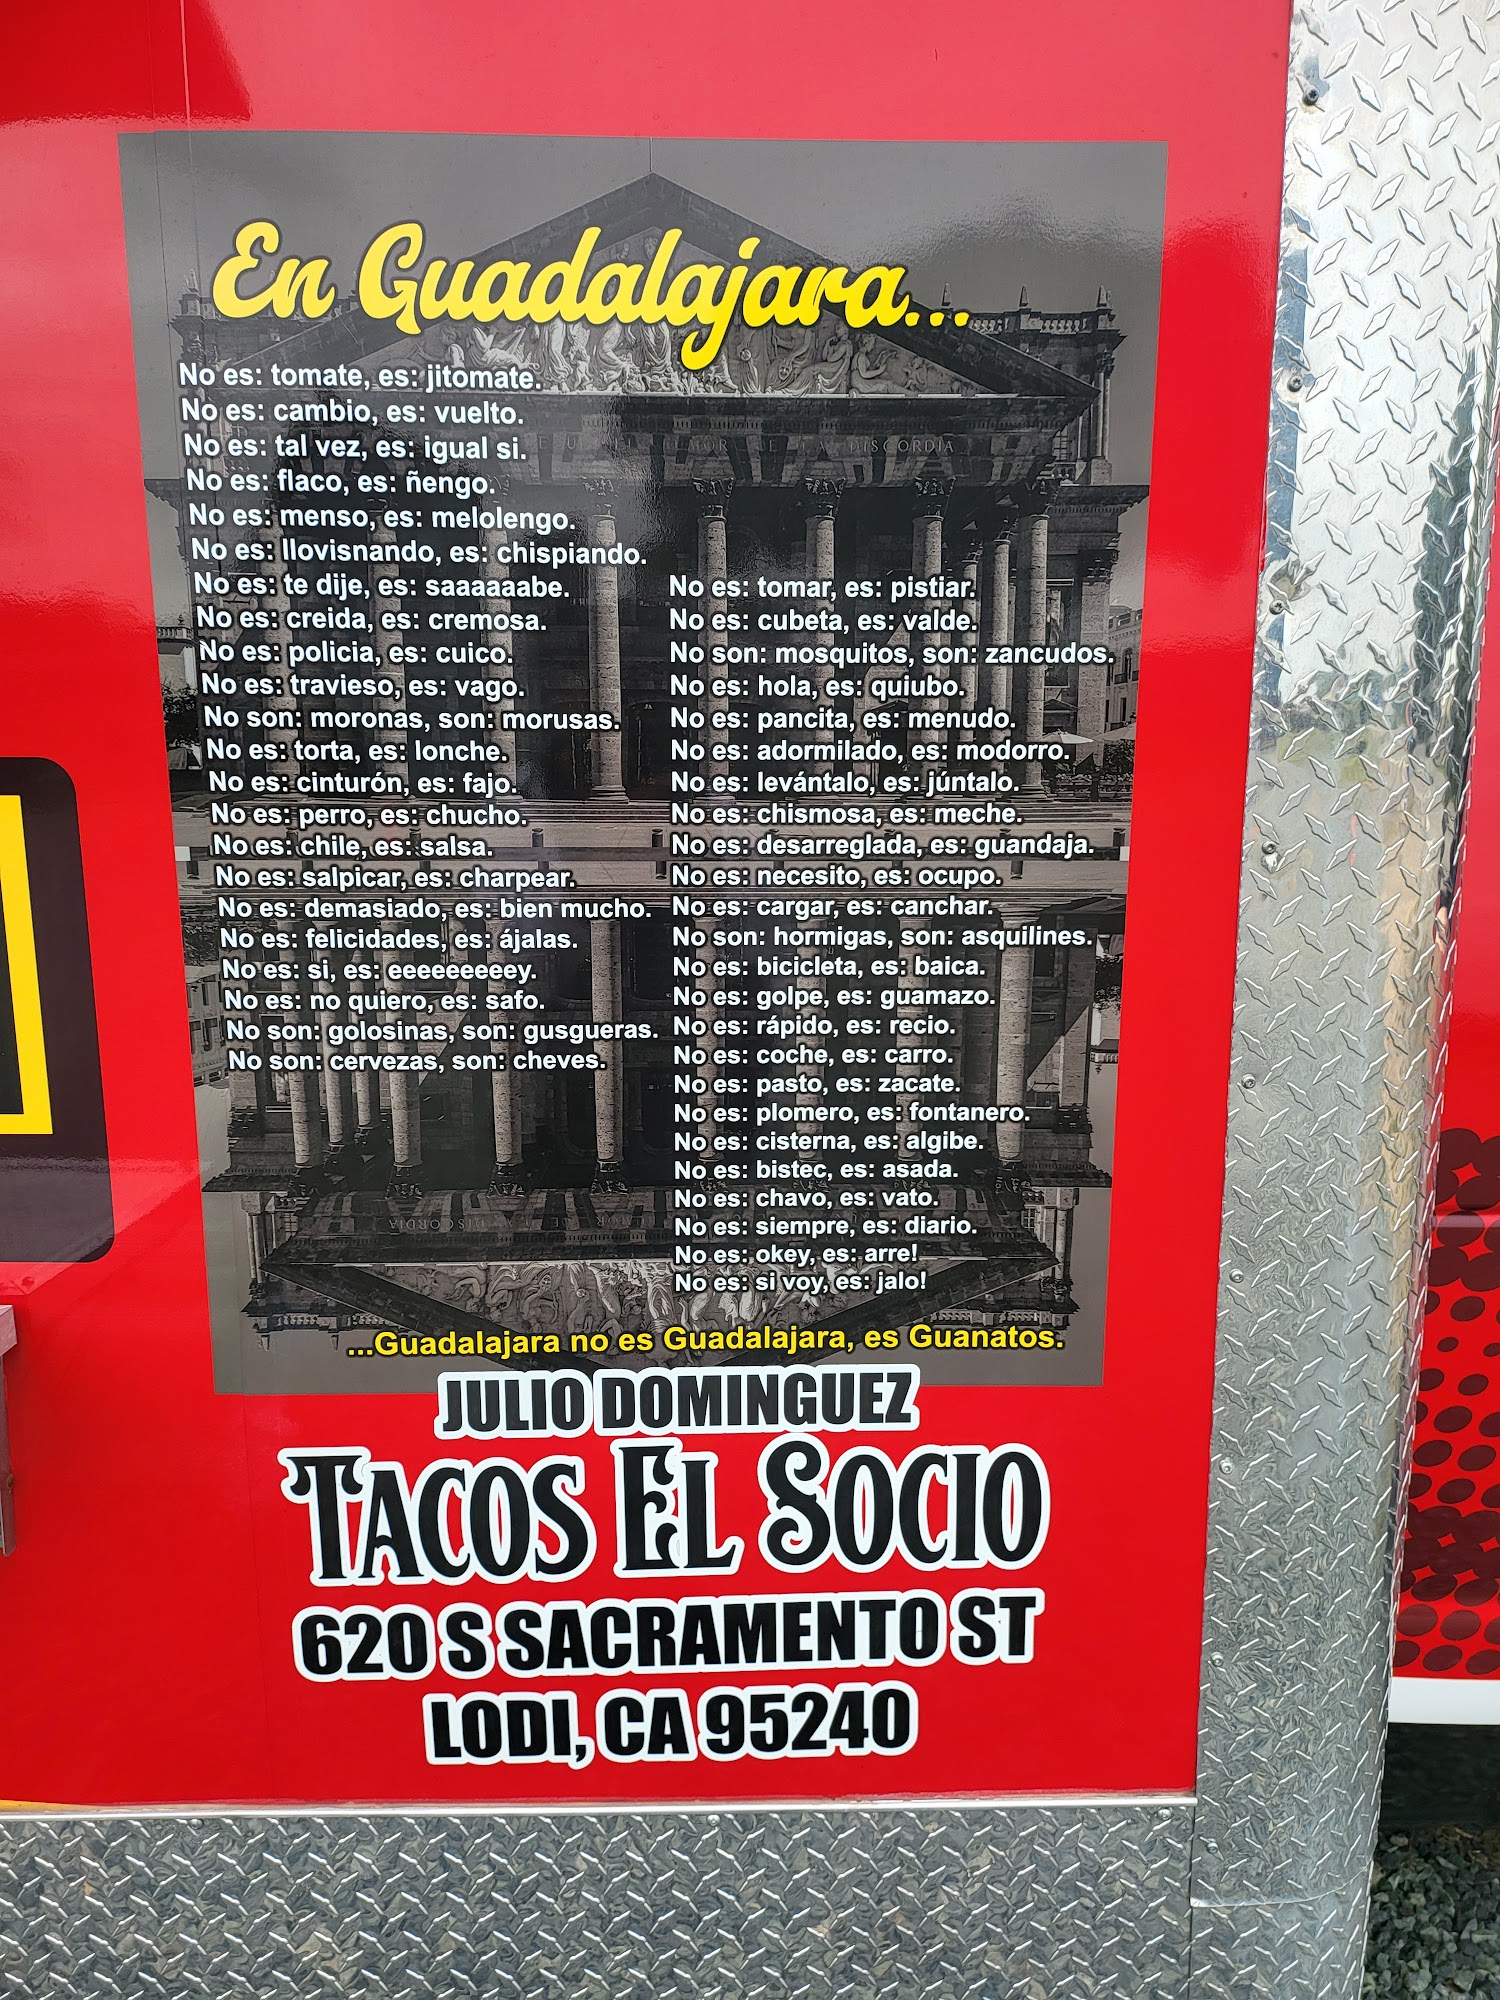 En Guadalajara...
No es: tomate, es: jitomate.
No es: cambio, es: vuelto.
No es: tal vez, es: igual si.
No es: flaco, es: ñengo.
No es: menso, es: melolengo.
No es: llovisnando, es: chispiando.
No es: te dije, es: saaaaaabe.
No es: creida, es: cremosa.
No es: policia, es: cuico.
No es: travieso, es: vago.
No son: moronas, son: morusas.
No es: torta, es: lonche.
No es: cinturón, es: fajo.
No es: perro, es: chucho.
No es: chile, es: salsa.
No es: salpicar, es: charpear.
No es: demasiado, es: bien mucho.
No es: felicidades, es: ájalas.
No es: si, es: eeeeeeeeey.
No es: no quiero, es: safo.
No son: golosinas, son: gusgueras.
No son: cervezas, son: cheves.
No es: tomar, es: pistiar.
No es: cubeta, es: valde.
No son: mosquitos, son: zancudos.
No es: hola, es: quiubo.
No es: pancita, es: menudo.
No es: adormilado, es: modorro.
No es: levántalo, es: júntalo.
No es: chismosa, es: meche.
No es: desarreglada, es: guandaja.
No es: necesito, es: ocupo.
No es: cargar, es: canchar.
No son: hormigas, son: asquilines.
No es: bicicleta, es: baica.
No es: golpe, es: guamazo.
No es: rápido, es: recio.
No es: coche, es: carro.
No es: pasto, es: zacate.
No es: plomero, es: fontanero.
No es: cisterna, es: algibe.
No es: bistec, es: asada.
No es: chavo, es: vato.
No es: siempre, es: diario.
No es: okey, es: arre!
No es: si voy, es: jalo!
...Guadalajara no es Guadalajara, es Guanatos.
JULIO DOMINGUEZ
TACOS EL SOCIO
620 S SACRAMENTO ST
LODI, CA 95240
DISCORDIA